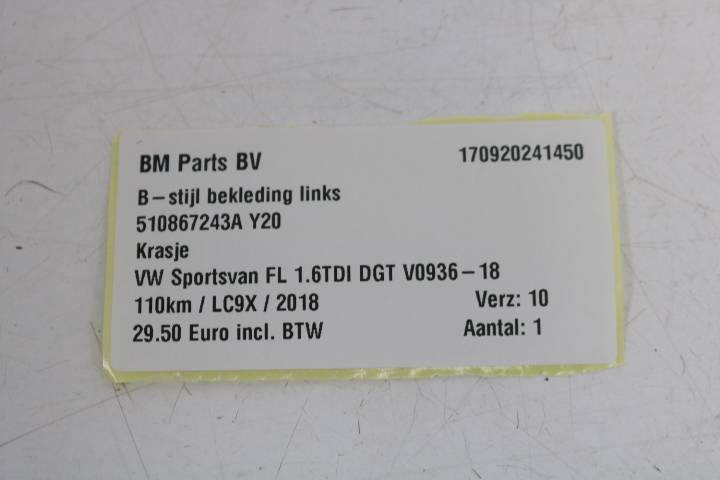 BM Parts BV 170920241450
B-stijl bekleding links
510867243A Y20
Krasje
VW Sportsvan FL 1.6TDI DGT V0936-18
110km / LC9X / 2018 Verz: 10
29.50 Euro incl. BTW Aantal: 1